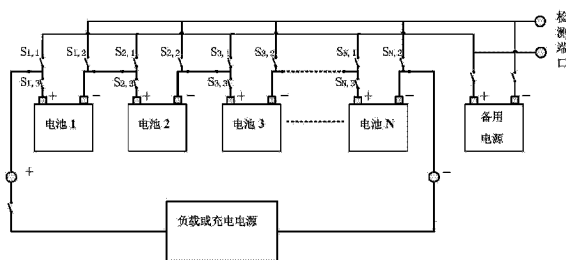 检测端口
S1,1 S1,2 S2,1 S2,2 S3,1 S3,2 SN,1 SN,2
S1,3 S2,3 S3,3 SN,3
+ - + - + - + - + -
电池1 电池2 电池3 电池N 备用电源
+ -
负载或充电电源